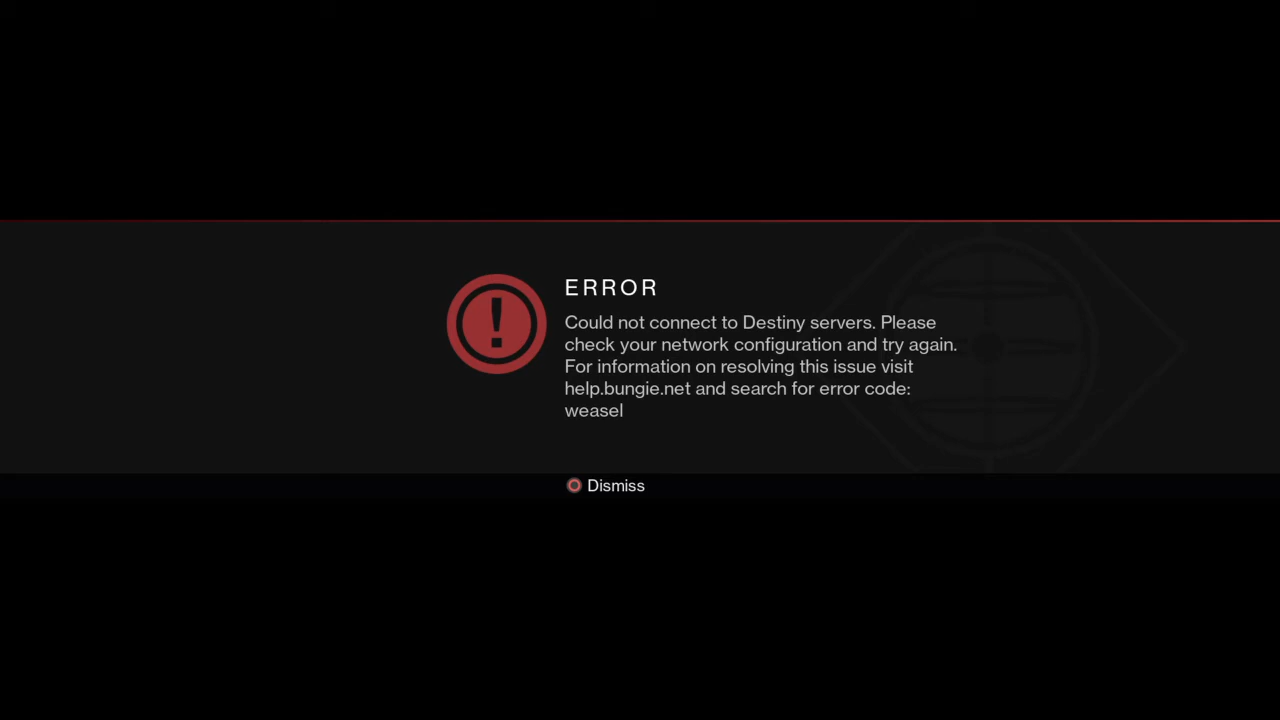 ERROR
Could not connect to Destiny servers. Please
check your network configuration and try again.
For information on resolving this issue visit
help.bungie.net and search for error code:
weasel
Dismiss